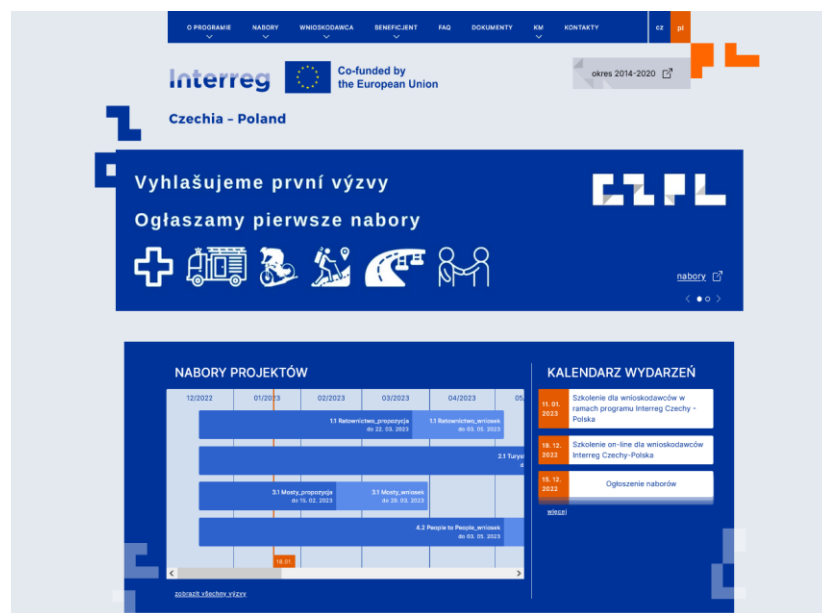 O PROGRAMIE NABORY WNIOSKODAWCA BENEFICJENT FAQ DOKUMENTY KM KONTAKTY cz pl
Interreg
Co-funded by
the European Union
okres 2014-2020
Czechia – Poland
Vyhlašujeme první výzvy
Ogłaszamy pierwsze nabory
CZPL
nabory
NABORY PROJEKTÓW
12/2022 01/2023 02/2023 03/2023 04/2023 05
1.1 Ratownictwo_propozycja
do 22. 03. 2023
1.1 Ratownictwo_wniosek
do 03. 05. 2023
2.1 Turys
3.1 Mosty_propozycja
do 15. 02. 2023
3.1 Mosty_wniosek
do 29. 03. 2023
4.2 People to People_wniosek
do 03. 05. 2023
18.01.
zobrazit všechny výzvy
KALENDARZ WYDARZEŃ
11. 01.
2023
Szkolenie dla wnioskodawców w
ramach programu Interreg Czechy -
Polska
19. 12.
2022
Szkolenie on-line dla wnioskodawców
Interreg Czechy-Polska
15. 12.
2022
Ogłoszenie naborów
więcej